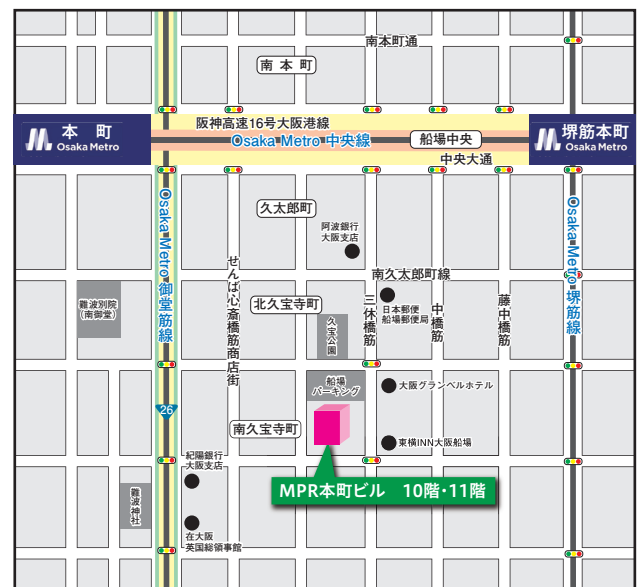 南本町通
南本町
阪神高速16号大阪港線
本町
Osaka Metro
Osaka Metro 中央線
船場中央
堺筋本町
Osaka Metro
中央大通
久太郎町
阿波銀行
大阪支店
Osaka Metro 御堂筋線
せんば心斎橋筋商店街
南久太郎町線
Osaka Metro 堺筋線
難波別院
(南御堂)
北久宝寺町
久宝公園
三休橋筋
日本郵便
船場郵便局
中橋筋
藤中橋筋
船場
パーキング
大阪グランベルホテル
26
南久宝寺町
東横INN大阪船場
紀陽銀行
大阪支店
MPR本町ビル 10階・11階
難波神社
在大阪
英国総領事館